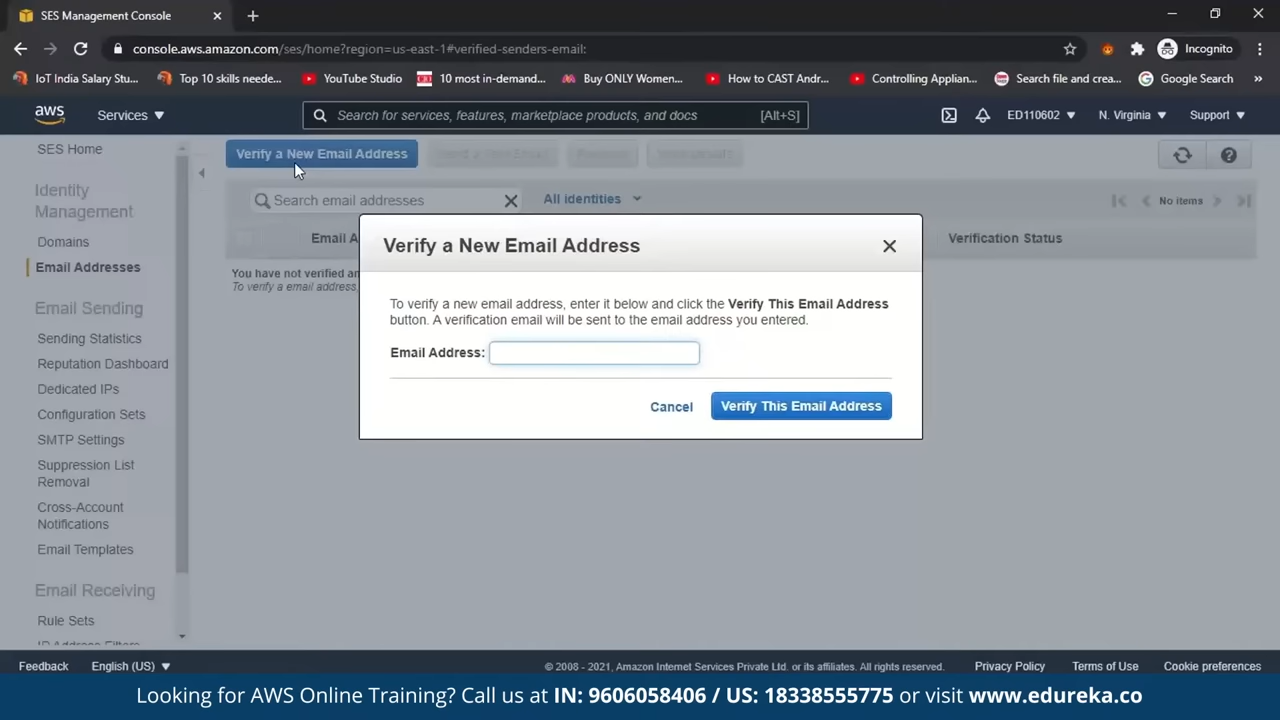 SES Management Console
console.aws.amazon.com/ses/home?region=us-east-1#verified-senders-email:
Incognito
IoT India Salary Stu...
Top 10 skills neede...
YouTube Studio
10 most in-demand...
Buy ONLY Women...
How to CAST Andr...
Controlling Applian...
Search file and crea...
Google Search
»
aws
Services
Search for services, features, marketplace products, and docs
[Alt+S]
ED110602
N. Virginia
Support
SES Home
Identity
Management
Domains
Email Addresses
Email Sending
Sending Statistics
Reputation Dashboard
Dedicated IPs
Configuration Sets
SMTP Settings
Suppression List
Removal
Cross-Account
Notifications
Email Templates
Email Receiving
Rule Sets
IP Address Filters
Verify a New Email Address
Search email addresses
All identities
No items
Email A
Verification Status
You have not verified an
To verify a email address,
Verify a New Email Address
To verify a new email address, enter it below and click the Verify This Email Address
button. A verification email will be sent to the email address you entered.
Email Address:
Cancel
Verify This Email Address
Feedback
English (US)
© 2008 - 2021, Amazon Internet Services Private Ltd. or its affiliates. All rights reserved.
Privacy Policy
Terms of Use
Cookie preferences
Looking for AWS Online Training? Call us at IN: 9606058406 / US: 18338555775 or visit www.edureka.co